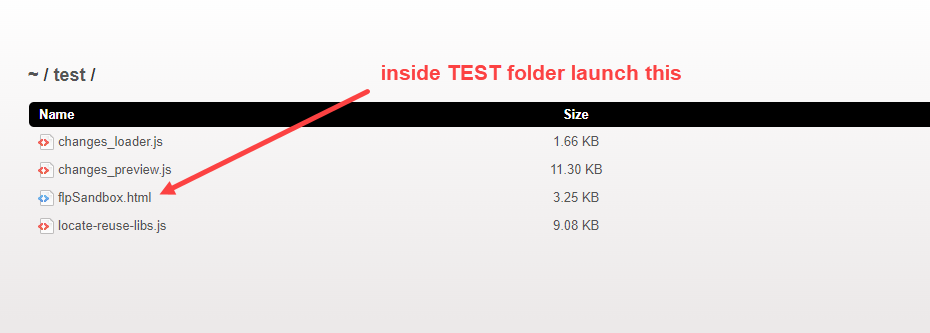 inside TEST folder launch this
~ / test /
Name Size
changes_loader.js 1.66 KB
changes_preview.js 11.30 KB
flpSandbox.html 3.25 KB
locate-reuse-libs.js 9.08 KB